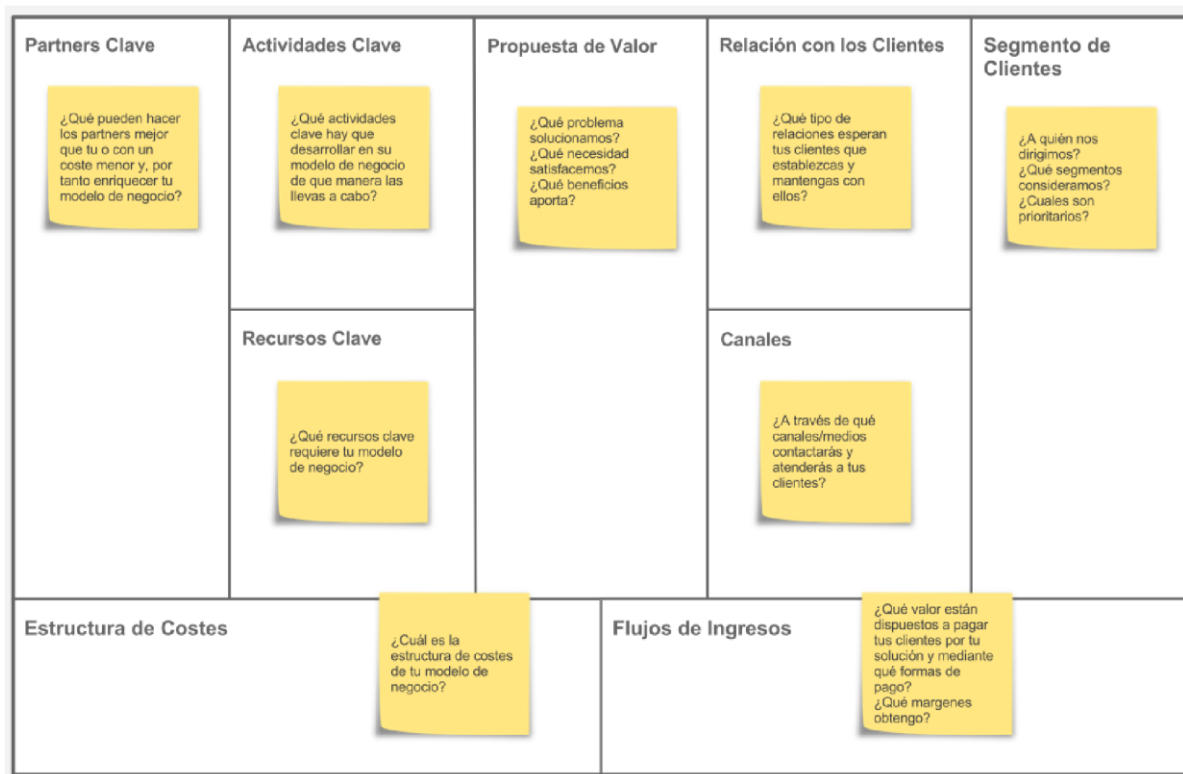 Partners Clave
¿Qué pueden hacer
los partners mejor
que tu o con un
coste menor y, por
tanto enriquecer tu
modelo de negocio?
Actividades Clave
¿Qué actividades
clave hay que
desarrollar en su
modelo de negocio
de que manera las
llevas a cabo?
Recursos Clave
¿Qué recursos clave
requiere tu modelo
de negocio?
Propuesta de Valor
¿Qué problema
solucionamos?
¿Qué necesidad
satisfacemos?
¿Qué beneficios
aporta?
Relación con los Clientes
¿Qué tipo de
relaciones esperan
tus clientes que
establezcas y
mantengas con
ellos?
Canales
¿A través de qué
canales/medios
contactarás y
atenderás a tus
clientes?
Segmento de
Clientes
¿A quién nos
dirigimos?
¿Qué segmentos
consideramos?
¿Cuales son
prioritarios?
Estructura de Costes
¿Cuál es la
estructura de costes
de tu modelo de
negocio?
Flujos de Ingresos
¿Qué valor están
dispuestos a pagar
tus clientes por tu
solución y mediante
qué formas de
pago?
¿Qué margenes
obtengo?